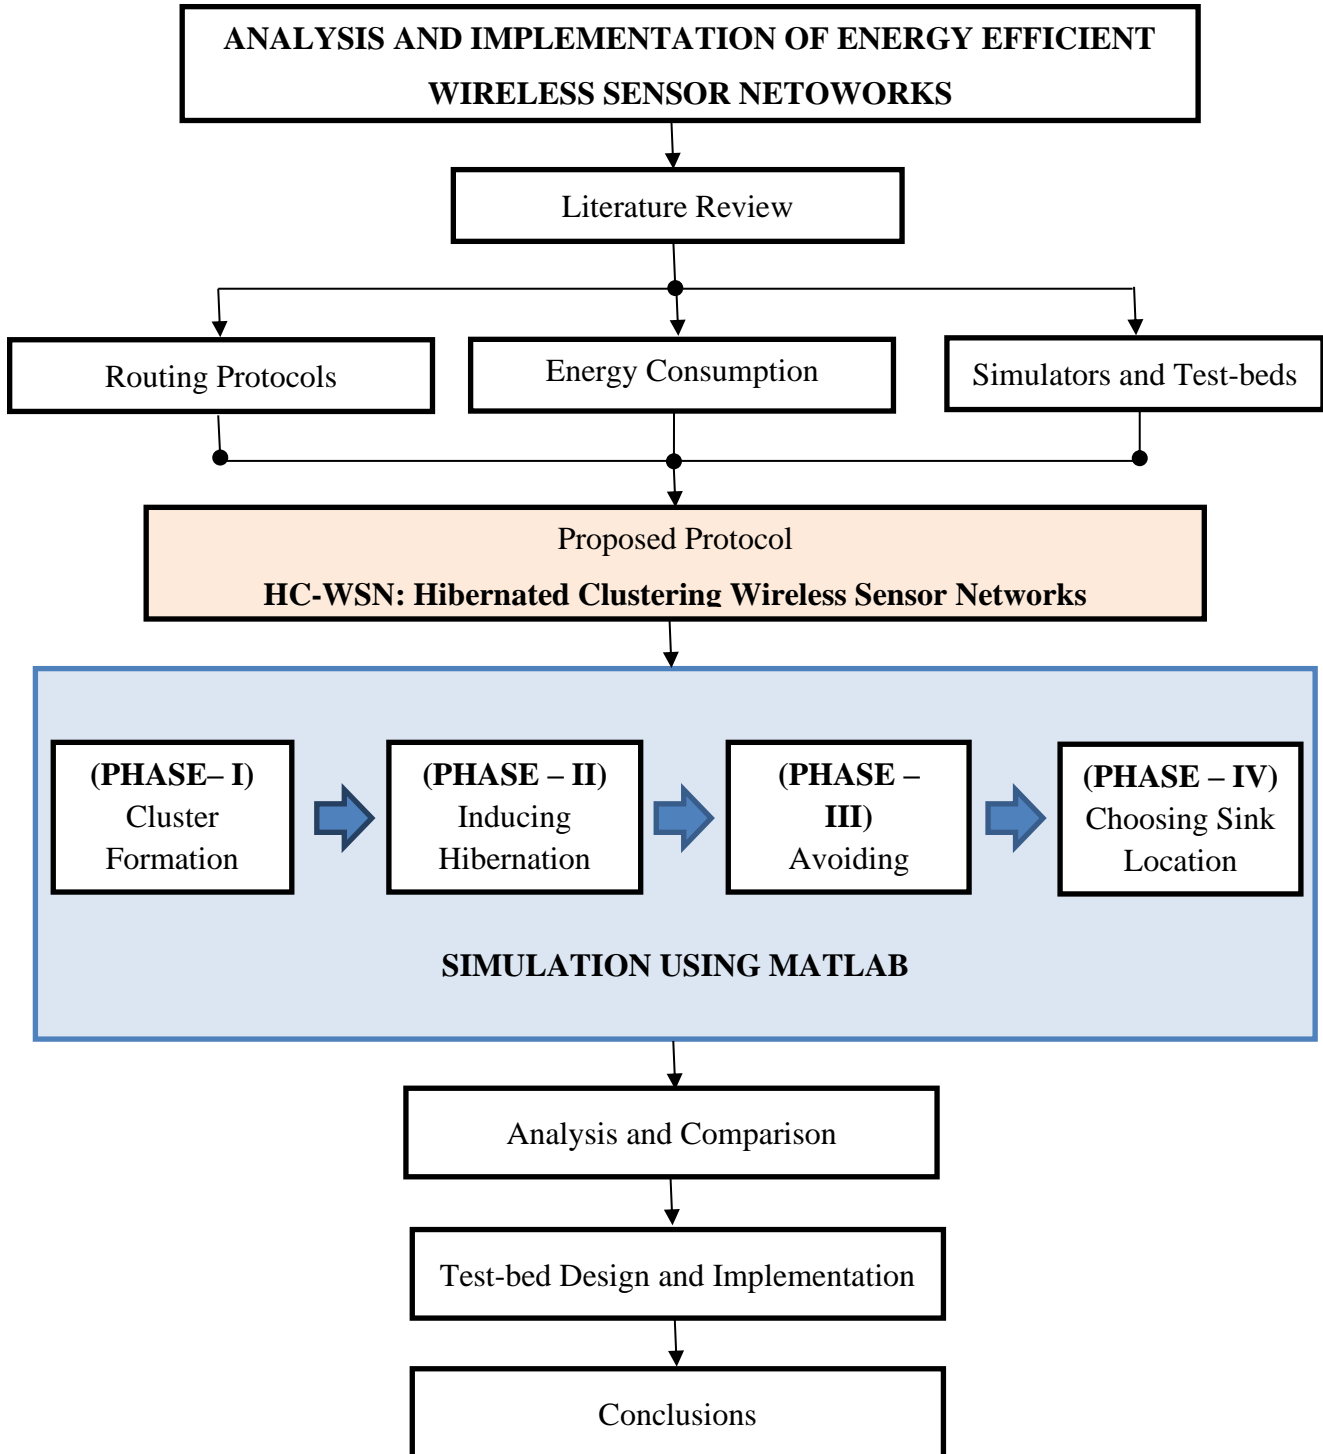 ANALYSIS AND IMPLEMENTATION OF ENERGY EFFICIENT
WIRELESS SENSOR NETOWORKS
Literature Review
Routing Protocols
Energy Consumption
Simulators and Test-beds
Proposed Protocol
HC-WSN: Hibernated Clustering Wireless Sensor Networks
(PHASE– I)
Cluster
Formation
(PHASE – II)
Inducing
Hibernation
(PHASE –
III)
Avoiding
(PHASE – IV)
Choosing Sink
Location
SIMULATION USING MATLAB
Analysis and Comparison
Test-bed Design and Implementation
Conclusions